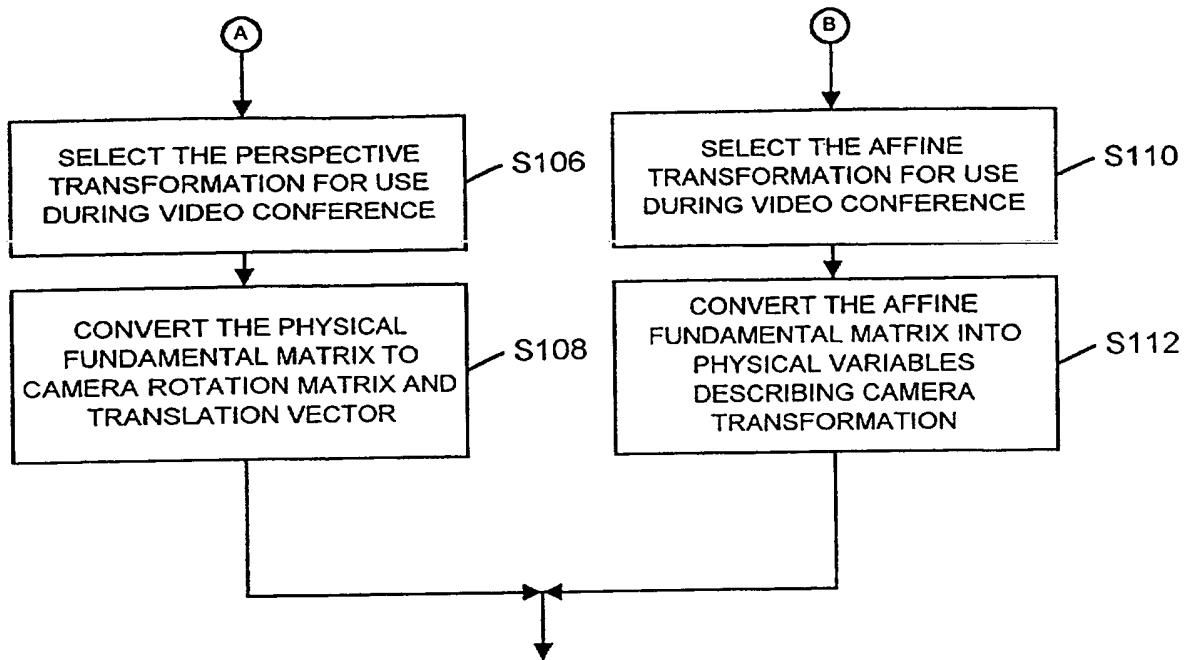 A
SELECT THE PERSPECTIVE
TRANSFORMATION FOR USE
DURING VIDEO CONFERENCE
S106
CONVERT THE PHYSICAL
FUNDAMENTAL MATRIX TO
CAMERA ROTATION MATRIX AND
TRANSLATION VECTOR
S108
B
SELECT THE AFFINE
TRANSFORMATION FOR USE
DURING VIDEO CONFERENCE
S110
CONVERT THE AFFINE
FUNDAMENTAL MATRIX INTO
PHYSICAL VARIABLES
DESCRIBING CAMERA
TRANSFORMATION
S112